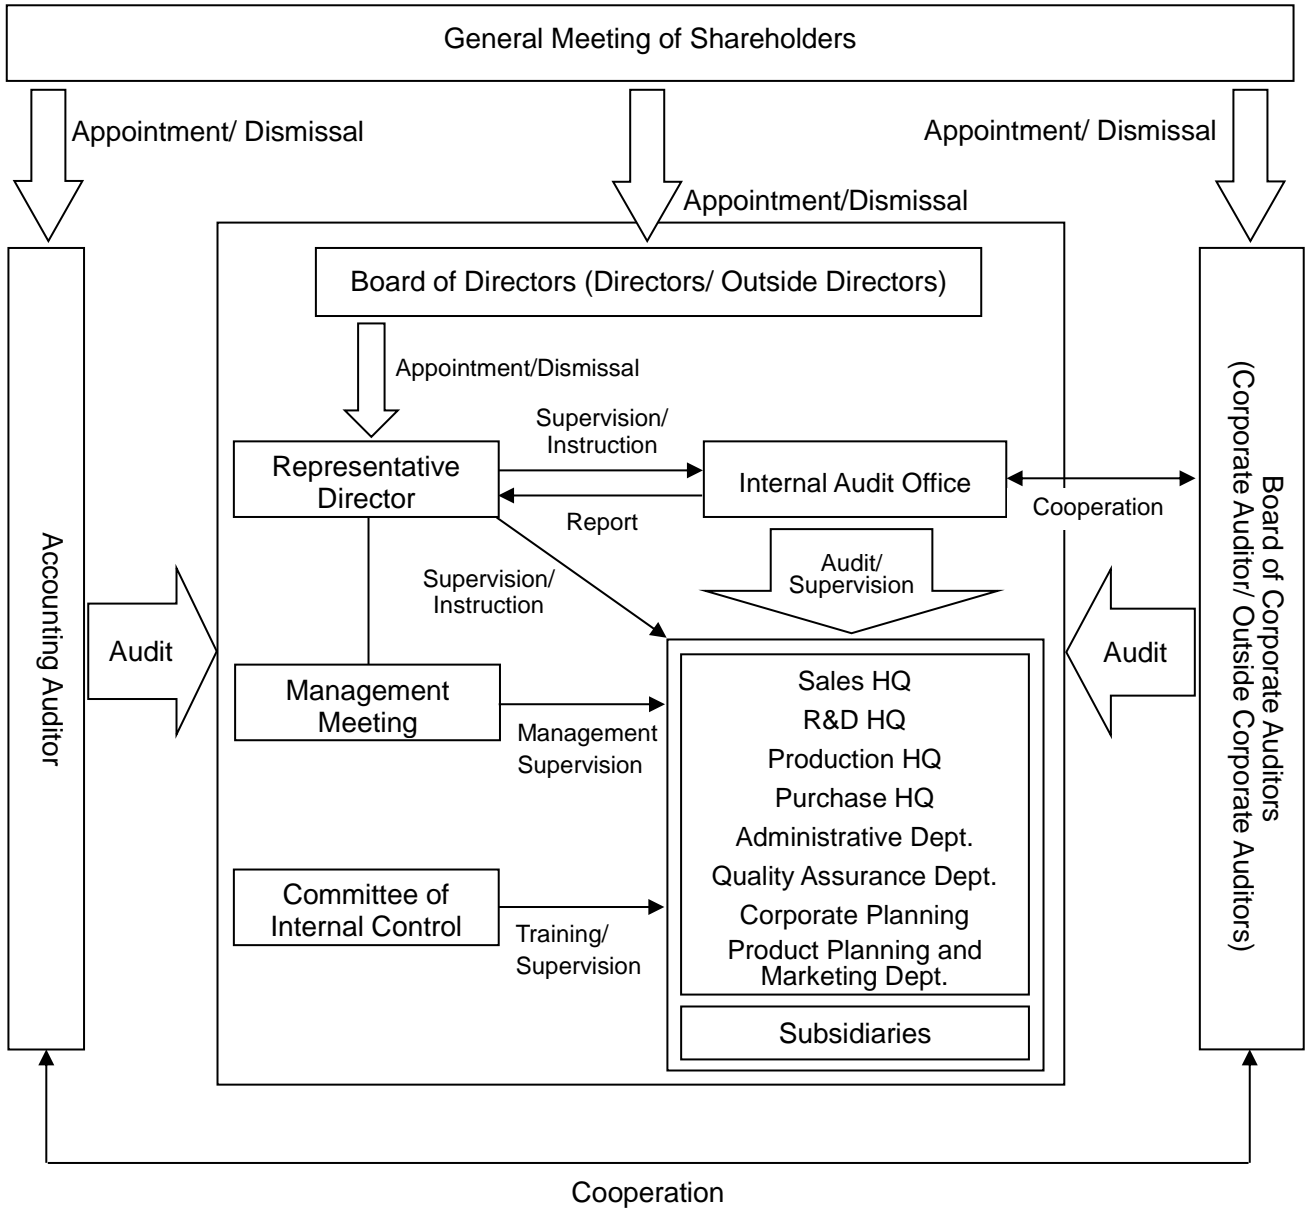 General Meeting of Shareholders
Appointment/ Dismissal
Appointment/ Dismissal
Appointment/Dismissal
Board of Directors (Directors/ Outside Directors)
Appointment/Dismissal
Supervision/
Instruction
Representative
Director
Internal Audit Office
Cooperation
Report
Supervision/
Instruction
Audit/
Supervision
Accounting Auditor
Audit
Audit
Board of Corporate Auditors
(Corporate Auditor/ Outside Corporate Auditors)
Management
Meeting
Management
Supervision
Sales HQ
R&D HQ
Production HQ
Purchase HQ
Administrative Dept.
Quality Assurance Dept.
Corporate Planning
Product Planning and
Marketing Dept.
Committee of
Internal Control
Training/
Supervision
Subsidiaries
Cooperation